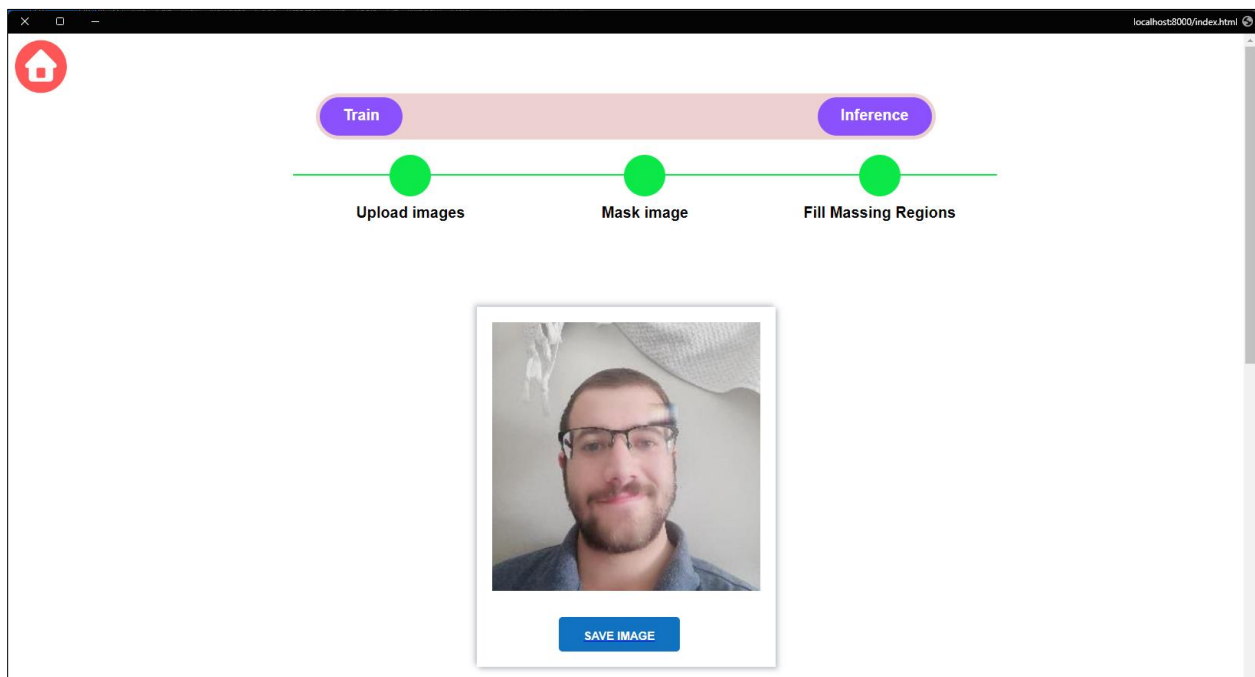 localhost:8000/index.html
Train
Inference
Upload images
Mask image
Fill Massing Regions
SAVE IMAGE